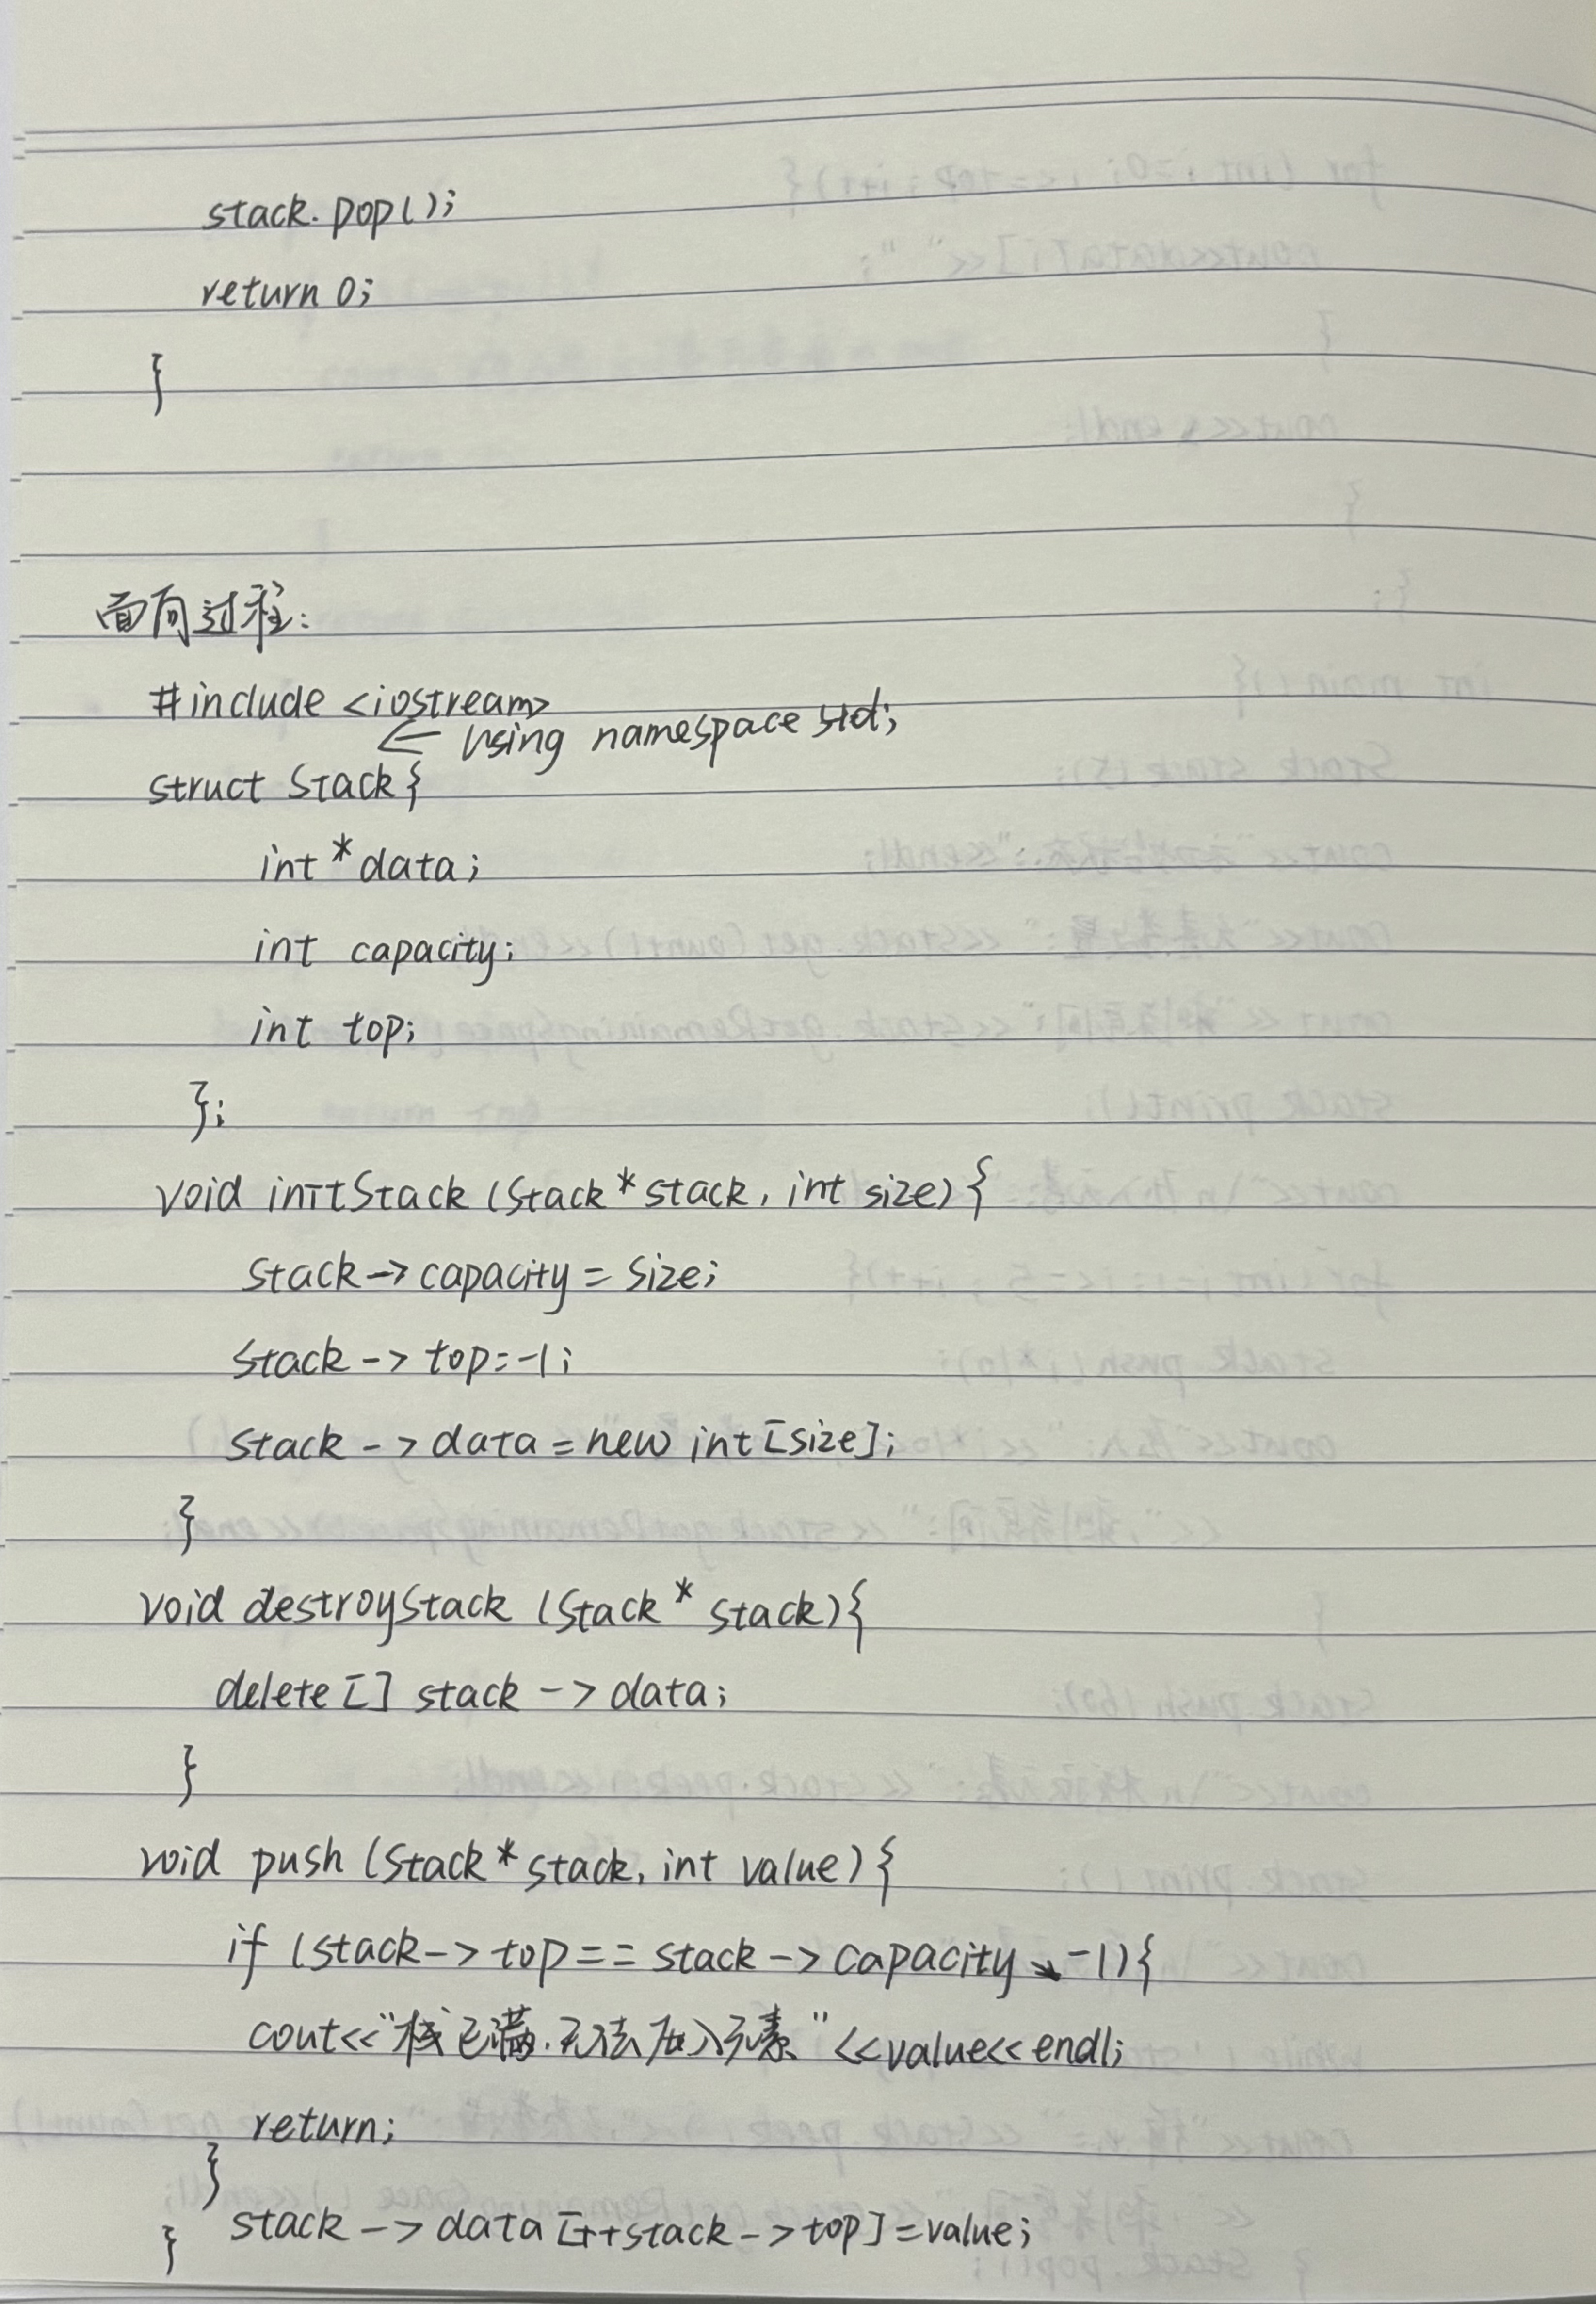 stack.pop();
return 0;
}
面向过程:
#include <iostream>
← using namespace std;
struct Stack{
int *data;
int capacity;
int top;
};
void initStack (Stack* stack, int size){
stack -> capacity = size;
stack -> top=-1;
stack -> data = new int [size];
}
void destroyStack (Stack* stack){
delete [] stack -> data;
}
void push (Stack* stack, int value){
if (stack -> top == stack -> capacity -1){
cout<<"栈已满.无法压入元素"<<value<<endl;
return;
}
stack -> data [++stack -> top] = value;
}